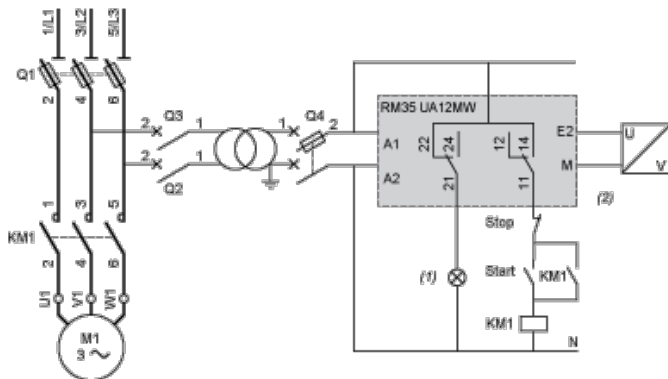 1/L1 3/L2 5/L3
Q1
2 4 6
2 Q3 1
1 Q4 2
2 Q2 1
RM35 UA12MW
A1
A2
22 24 21
12 14 11
E2
M
U V
(2)
Stop
Start KM1
KM1
N
(1)
1 3 5
KM1
2 4 6
U1 V1 W1
M1
3 ~